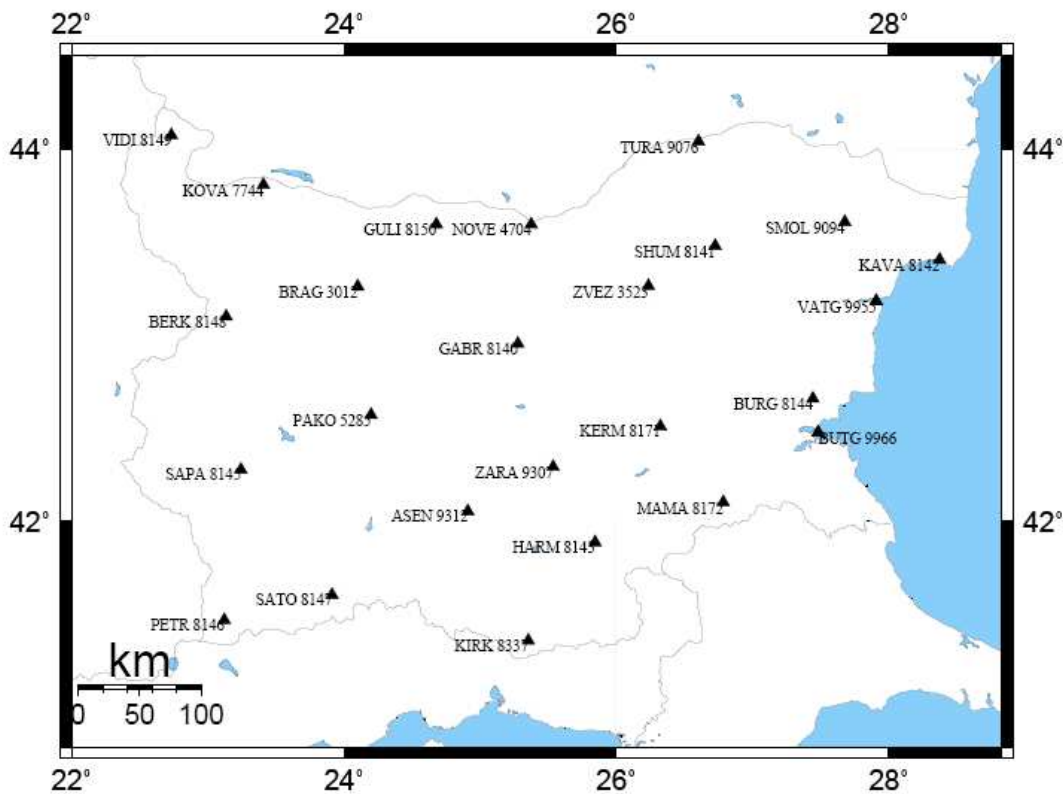 22° 24° 26° 28°
44° 44°
42° 42°
VIDI 8149
TURA 9076
KOVA 7744
GULI 8150
NOVE 4704
SMOL 9094
SHUM 8141
KAVA 8142
BRAG 3012
ZVEZ 3525
VATG 9955
BERK 8148
GABR 8140
BURG 8144
PAKO 5285
KERM 8171
BUTG 9966
SAPA 8145
ZARA 9307
ASEN 9312
MAMA 8172
HARM 8143
SATO 8147
PETR 8146
KIRK 8337
km
0 50 100
22° 24° 26° 28°